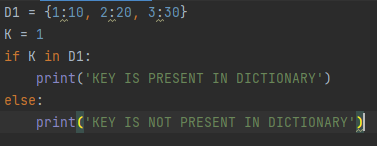 D1 = {1:10, 2:20, 3:30}
K = 1
if K in D1:
    print('KEY IS PRESENT IN DICTIONARY')
else:
    print('KEY IS NOT PRESENT IN DICTIONARY')